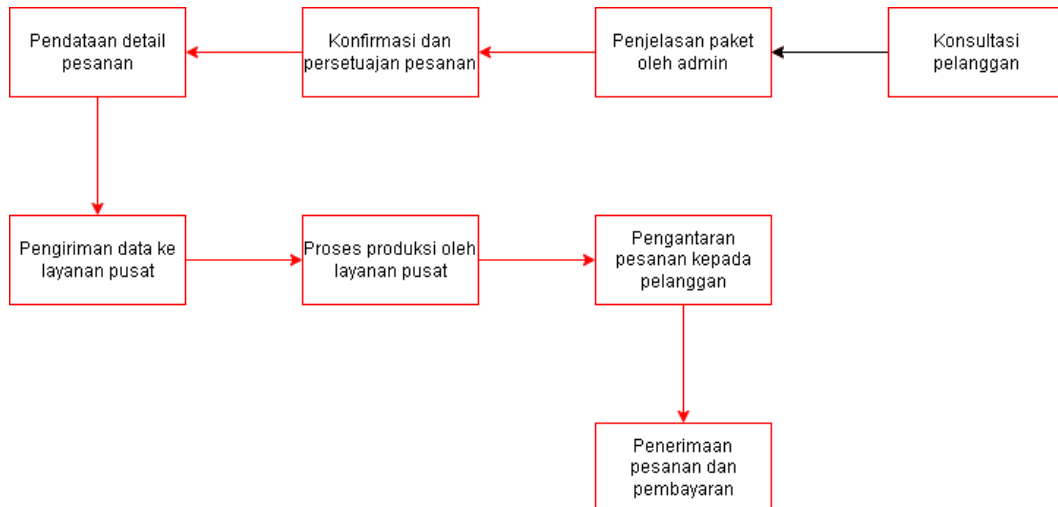 Pendataan detail
pesanan
Konfirmasi dan
persetuajan pesanan
Penjelasan paket
oleh admin
Konsultasi
pelanggan
Pengiriman data ke
layanan pusat
Proses produksi oleh
layanan pusat
Pengantaran
pesanan kepada
pelanggan
Penerimaan
pesanan dan
pembayaran